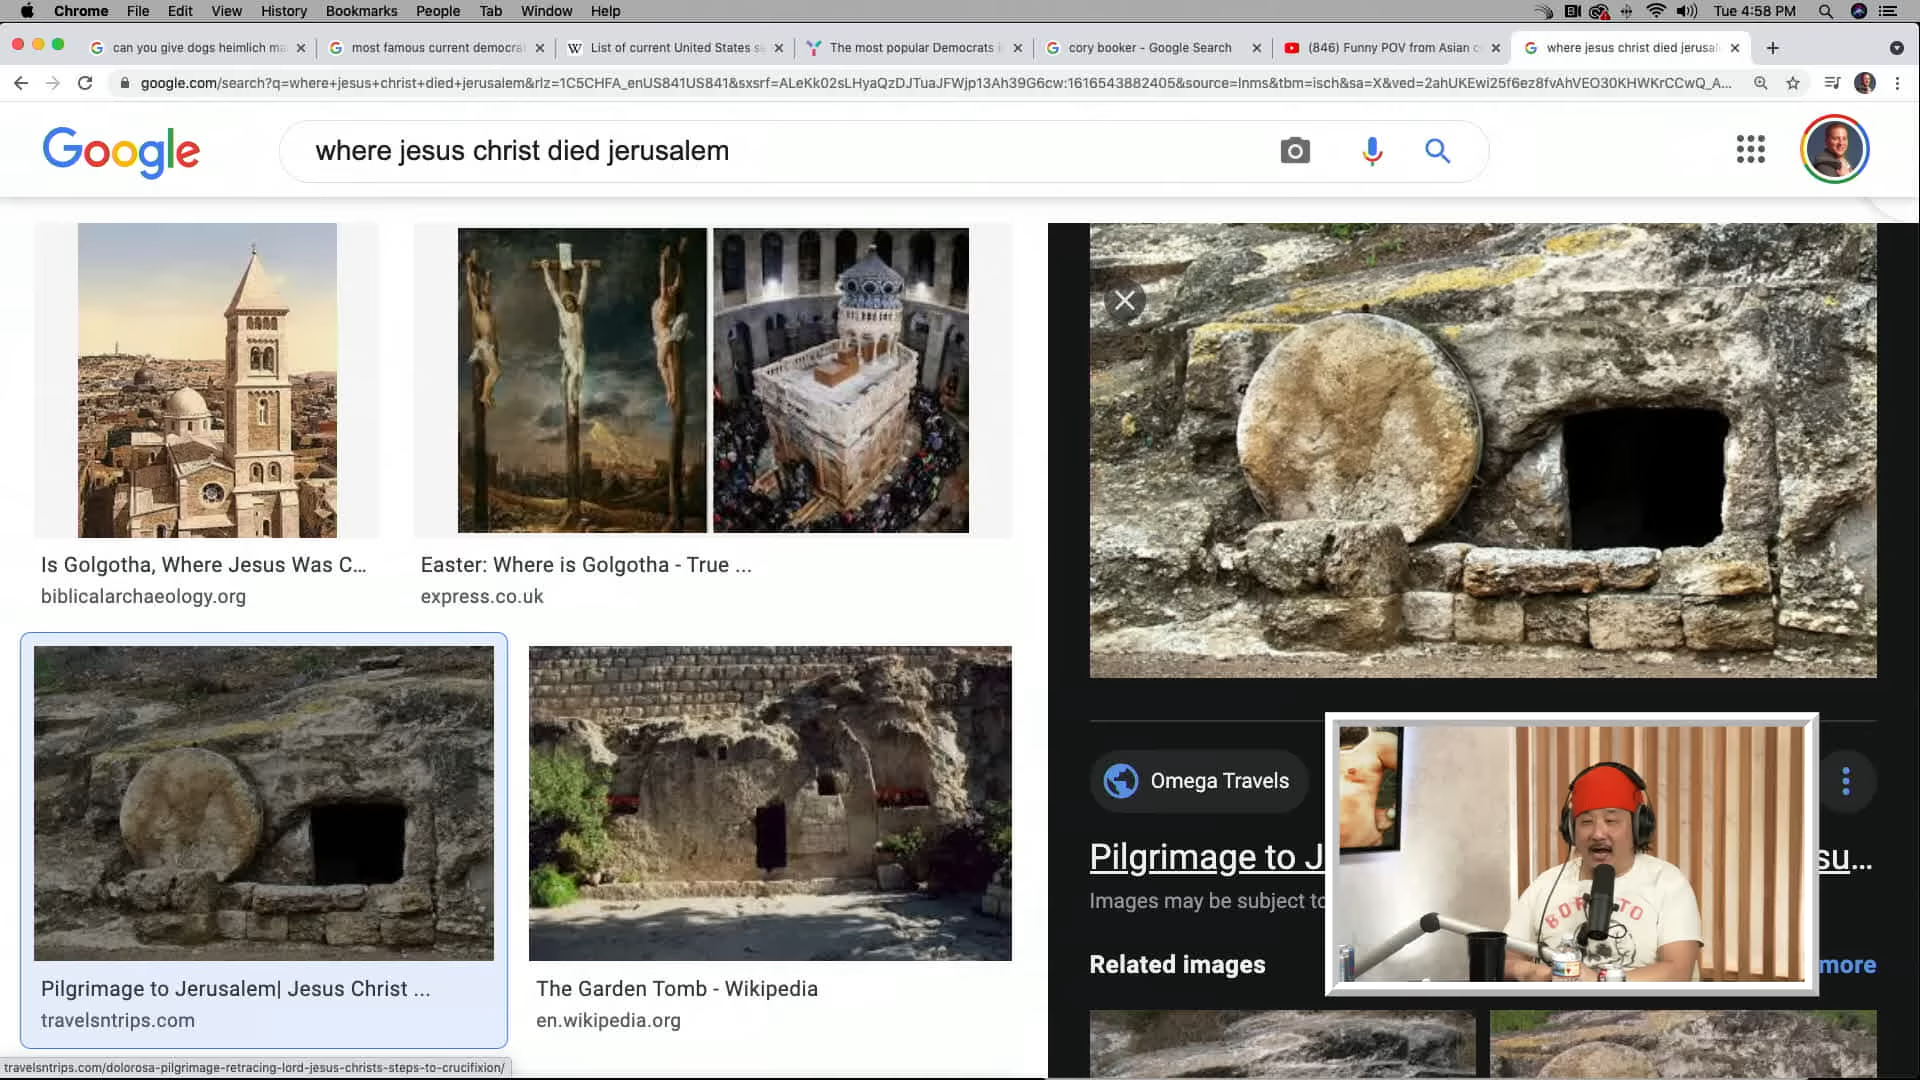 Chrome File Edit View History Bookmarks People Tab Window Help
Tue 4:58 PM
can you give dogs heimlich ma
most famous current democra
List of current United States se
The most popular Democrats i
cory booker - Google Search
(846) Funny POV from Asian c
where jesus christ died jerusal
google.com/search?q=where+jesus+christ+died+jerusalem&rlz=1C5CHFA_enUS841US841&sxsrf=ALeKk02sLHyaQzDJTuaJFWjp13Ah39G6cw:1616543882405&source=lnms&tbm=isch&sa=X&ved=2ahUKEwi25f6ez8fvAhVEO30KHWKrCCwQ_A...
Google
where jesus christ died jerusalem
Is Golgotha, Where Jesus Was C...
biblicalarchaeology.org
Easter: Where is Golgotha - True ...
express.co.uk
Pilgrimage to Jerusalem| Jesus Christ ...
travelsntrips.com
The Garden Tomb - Wikipedia
en.wikipedia.org
Omega Travels
Pilgrimage to J
su...
Images may be subject to
Related images
more
travelsntrips.com/dolorosa-pilgrimage-retracing-lord-jesus-christs-steps-to-crucifixion/